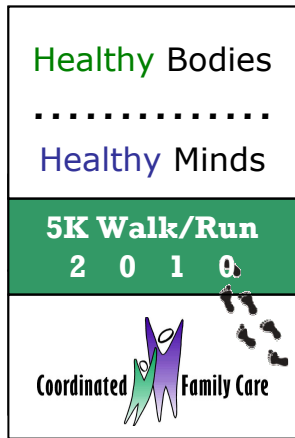 Healthy Bodies
...............
Healthy Minds
5K Walk/Run
2 0 1 0
Coordinated Family Care